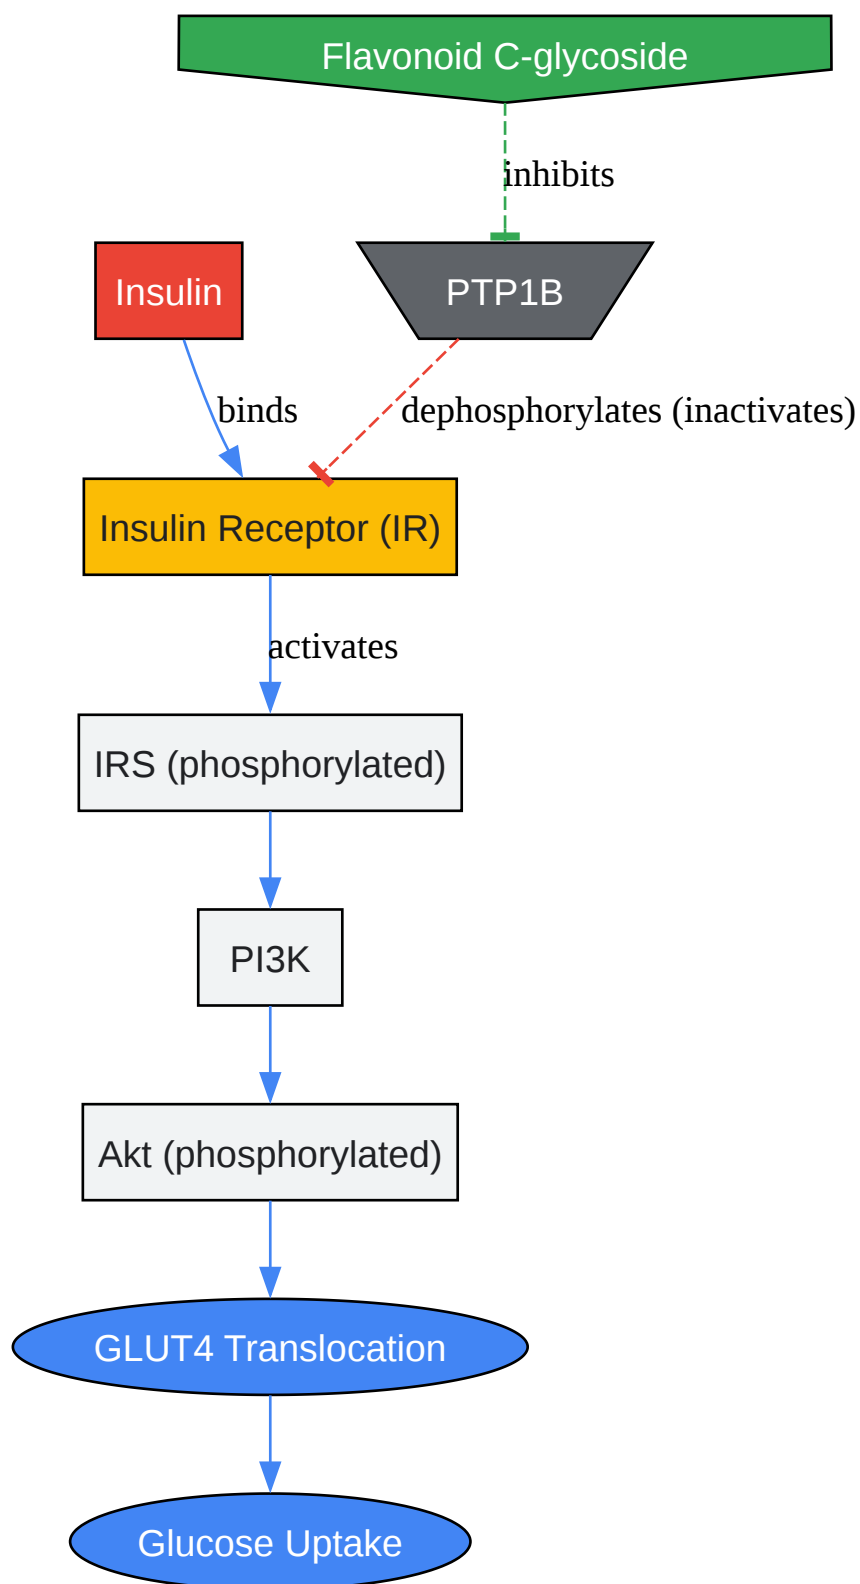 Flavonoid C-glycoside
inhibits
Insulin
PTP1B
binds
dephosphorylates (inactivates)
Insulin Receptor (IR)
activates
IRS (phosphorylated)
PI3K
Akt (phosphorylated)
GLUT4 Translocation
Glucose Uptake